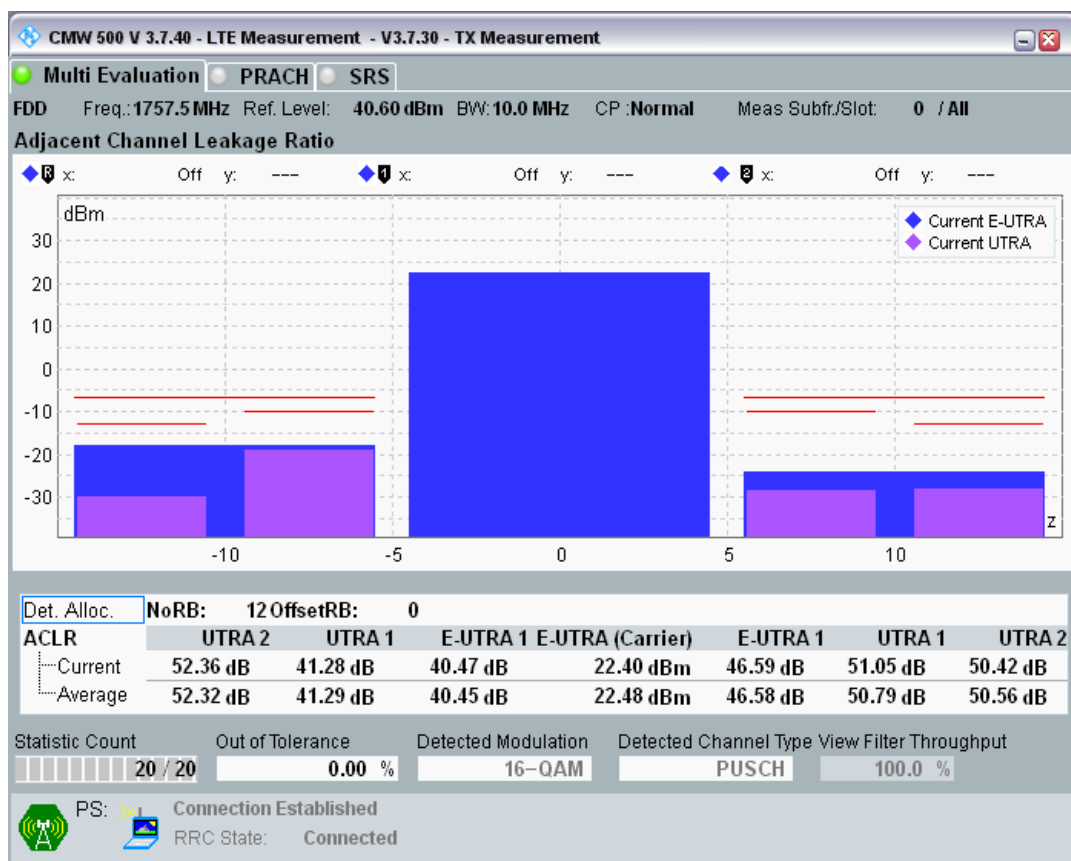 CMW 500 V 3.7.40 - LTE Measurement - V3.7.30 - TX Measurement
Multi Evaluation PRACH SRS
FDD Freq.: 1757.5 MHz Ref. Level: 40.60 dBm BW: 10.0 MHz CP :Normal Meas Subfr./Slot: 0 / All
Adjacent Channel Leakage Ratio
R x: Off y: --- 1 x: Off y: --- 2 x: Off y: ---
dBm
Current E-UTRA
Current UTRA
30
20
10
0
-10
-20
-30
z
-10 -5 0 5 10
Det. Alloc. NoRB: 12 OffsetRB: 0
ACLR UTRA 2 UTRA 1 E-UTRA 1 E-UTRA (Carrier) E-UTRA 1 UTRA 1 UTRA 2
Current 52.36 dB 41.28 dB 40.47 dB 22.40 dBm 46.59 dB 51.05 dB 50.42 dB
Average 52.32 dB 41.29 dB 40.45 dB 22.48 dBm 46.58 dB 50.79 dB 50.56 dB
Statistic Count Out of Tolerance Detected Modulation Detected Channel Type View Filter Throughput
20 / 20 0.00 % 16-QAM PUSCH 100.0 %
PS: Connection Established
RRC State: Connected